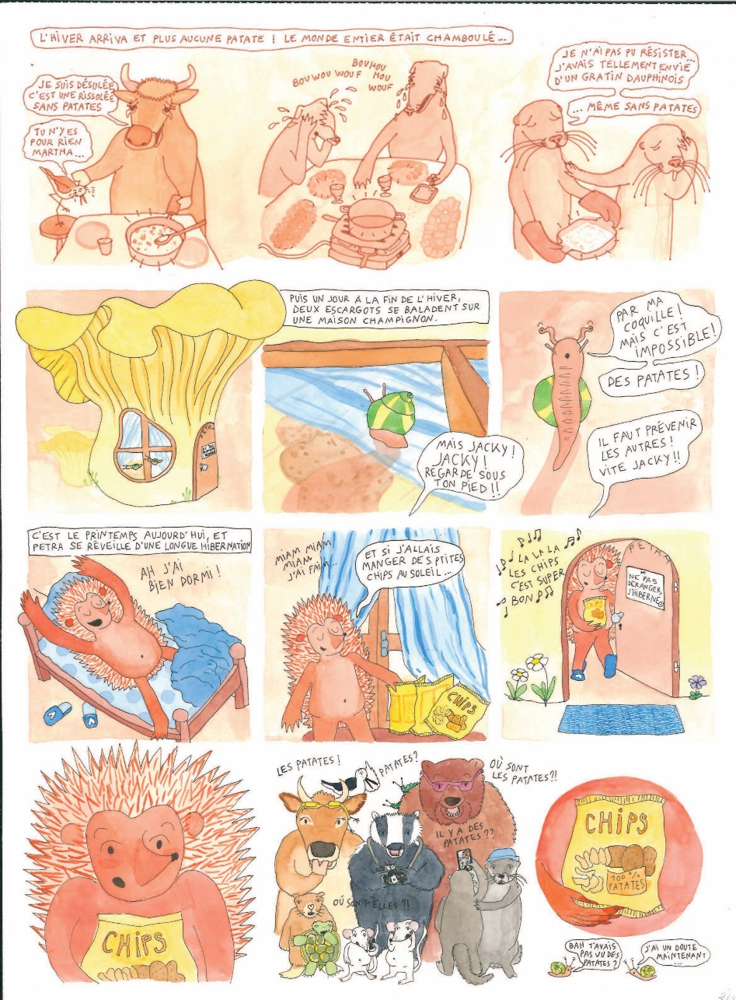 L'HIVER ARRIVA ET PLUS AUCUNE PATATE ! LE MONDE ENTIER ÉTAIT CHAMBOULÉ...
JE SUIS DÉSOLÉE
C'EST UNE RISSOLÉE
SANS PATATES
TU N'Y ES
POUR RIEN
MARTHA...
BOUWOU WOUF
BOUHOU
HOU
WOUF
JE N'AI PAS PU RÉSISTER...
J'AVAIS TELLEMENT ENVIE
D'UN GRATIN DAUPHINOIS
... MÊME SANS PATATES
PETRA
PUIS UN JOUR À LA FIN DE L'HIVER,
DEUX ESCARGOTS SE BALADENT SUR
UNE MAISON CHAMPIGNON.
MAIS JACKY !
JACKY !
REGARDE SOUS
TON PIED !!
PAR MA
COQUILLE !
MAIS C'EST
IMPOSSIBLE !
DES PATATES !
IL FAUT PRÉVENIR
LES AUTRES !
VITE JACKY !!
C'EST LE PRINTEMPS AUJOURD'HUI, ET
PETRA SE RÉVEILLE D'UNE LONGUE HIBERNATION
AH J'AI
BIEN DORMI !
MIAM MIAM!
MIAM
J'AI FAIM...
ET SI J'ALLAIS
MANGER DES PTITES
CHIPS AU SOLEIL...
CHIPS
LA LA LA
LES CHIPS
C'EST SUPER
BON
PETRA
NE PAS
DÉRANGER,
J'HIBERNE
CHIPS
CHIPS
LES PATATES !
PATATES?
OÙ SONT
LES PATATES?!
IL Y A DES
PATATES ??
OÙ SONT-ELLES ?!
CHIPS
100 %
PATATES
BAH T'AVAIS
PAS VU DES
PATATES ?
J'AI UN DOUTE
MAINTENANT
...